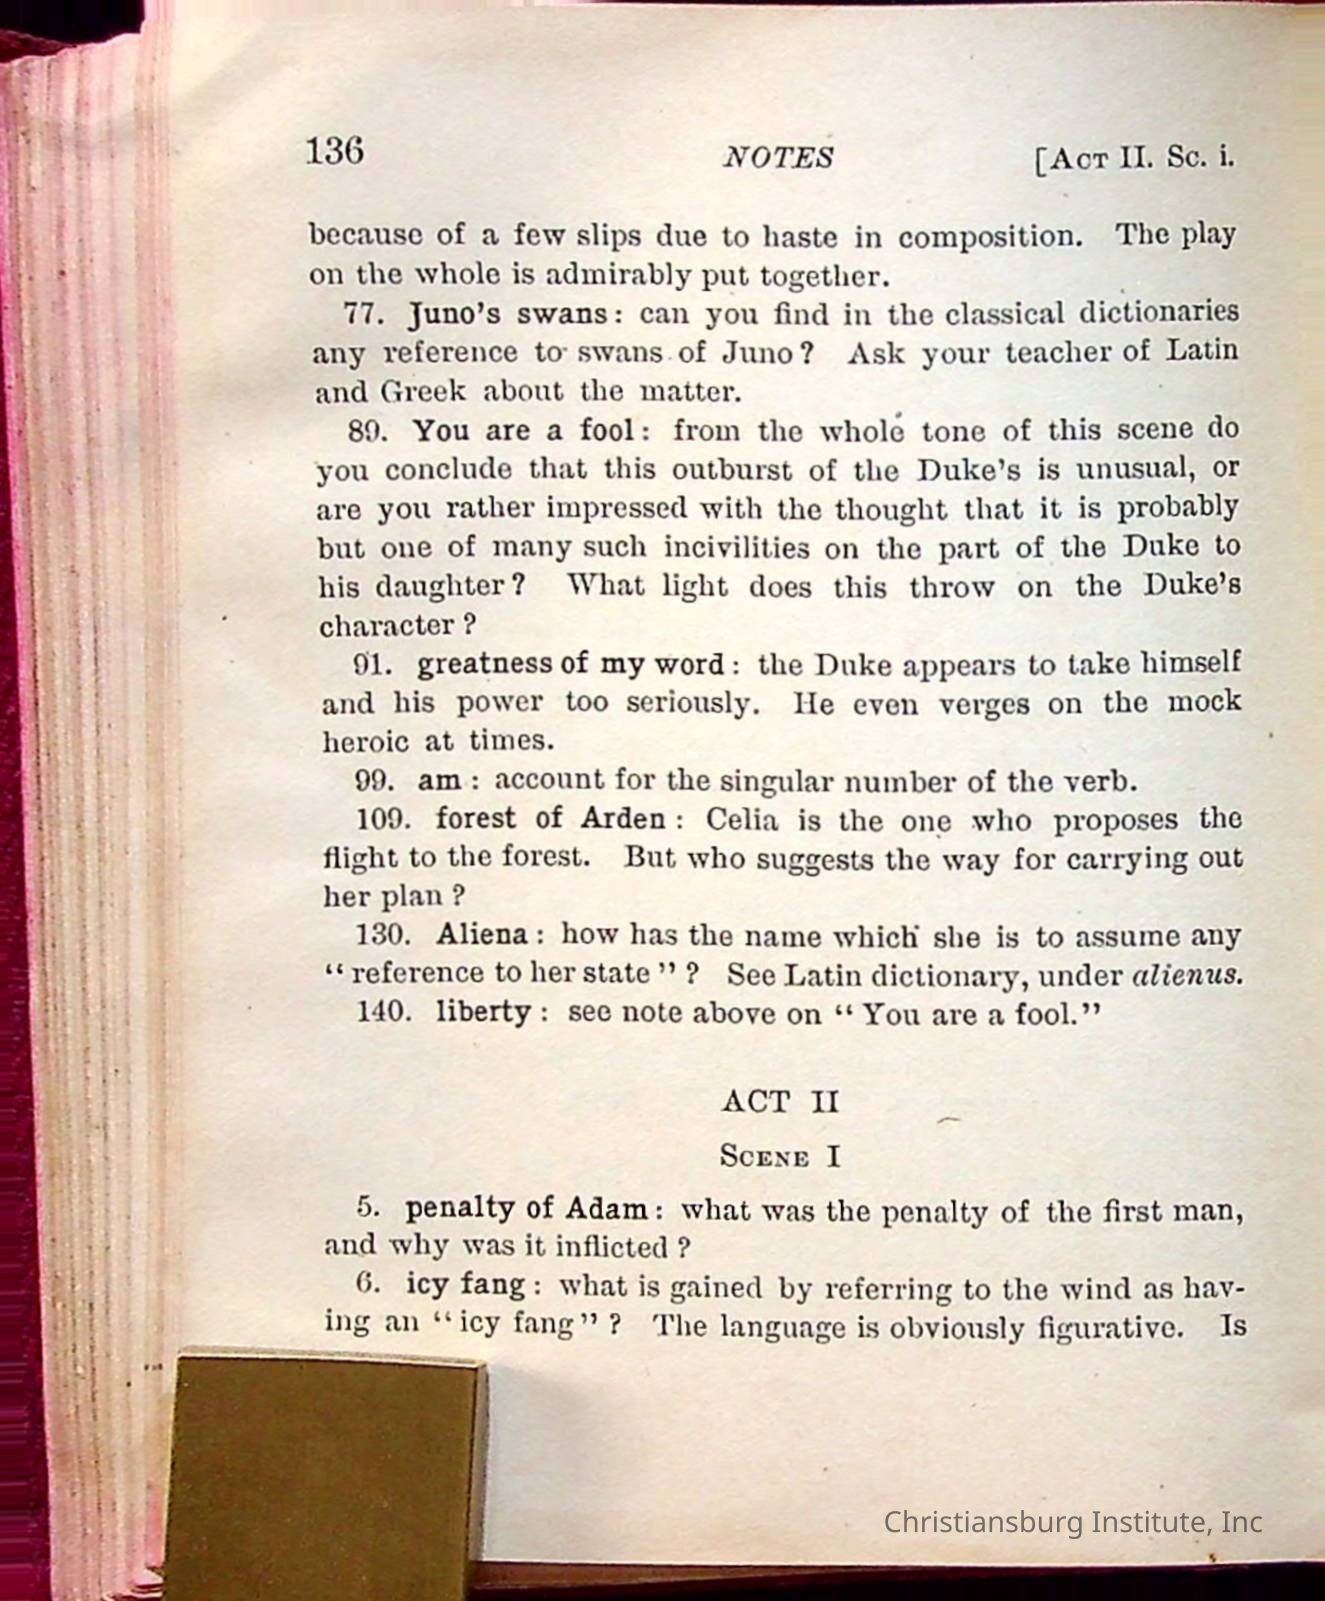 136 NOTES [ACT II. Sc. i.
because of a few slips due to haste in composition. The play
on the whole is admirably put together.
77. Juno's swans: can you find in the classical dictionaries
any reference to swans of Juno? Ask your teacher of Latin
and Greek about the matter.
89. You are a fool: from the whole tone of this scene do
you conclude that this outburst of the Duke's is unusual, or
are you rather impressed with the thought that it is probably
but one of many such incivilities on the part of the Duke to
his daughter? What light does this throw on the Duke's
character?
91. greatness of my word: the Duke appears to take himself
and his power too seriously. He even verges on the mock
heroic at times.
99. am: account for the singular number of the verb.
109. forest of Arden: Celia is the one who proposes the
flight to the forest. But who suggests the way for carrying out
her plan?
130. Aliena: how has the name which she is to assume any
"reference to her state"? See Latin dictionary, under alienus.
140. liberty: see note above on "You are a fool."
ACT II
SCENE I
5. penalty of Adam: what was the penalty of the first man,
and why was it inflicted?
6. icy fang: what is gained by referring to the wind as hav-
ing an "icy fang"? The language is obviously figurative. Is
Christiansburg Institute, Inc